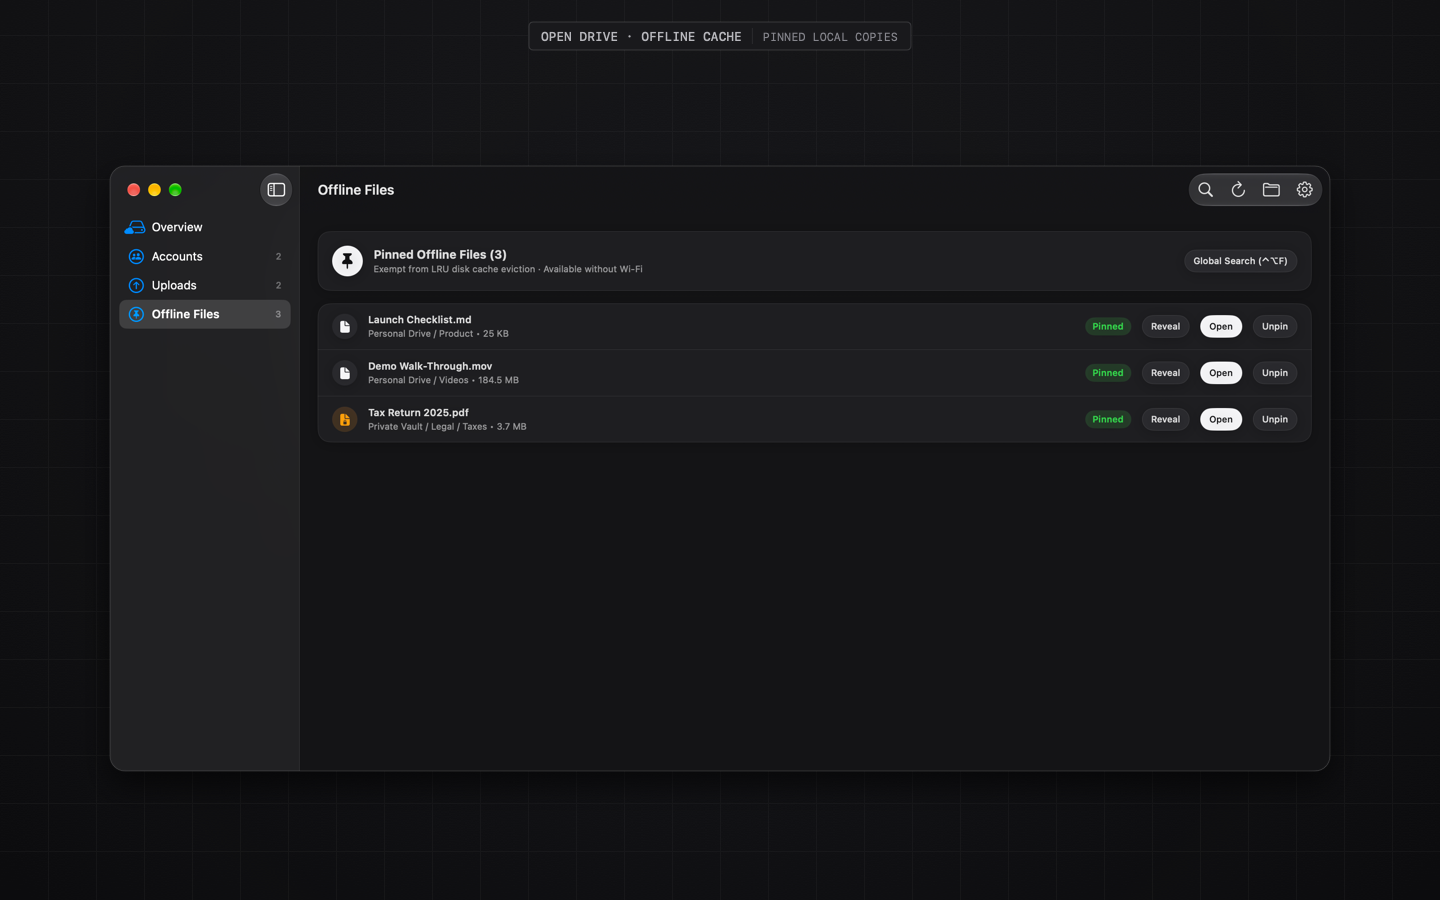 OPEN DRIVE · OFFLINE CACHE PINNED LOCAL COPIES
Offline Files
Overview
Accounts 2
Uploads 2
Offline Files 3
Pinned Offline Files (3)
Exempt from LRU disk cache eviction · Available without Wi-Fi
Global Search (^⌥F)
Launch Checklist.md
Personal Drive / Product • 25 KB
Pinned Reveal Open Unpin
Demo Walk-Through.mov
Personal Drive / Videos • 184.5 MB
Pinned Reveal Open Unpin
Tax Return 2025.pdf
Private Vault / Legal / Taxes • 3.7 MB
Pinned Reveal Open Unpin